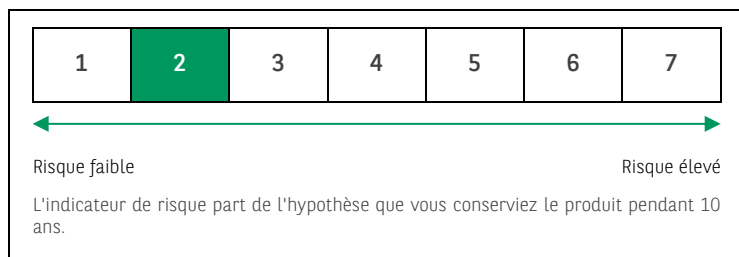 1 2 3 4 5 6 7
Risque faible Risque élevé
L'indicateur de risque part de l'hypothèse que vous conserviez le produit pendant 10
ans.